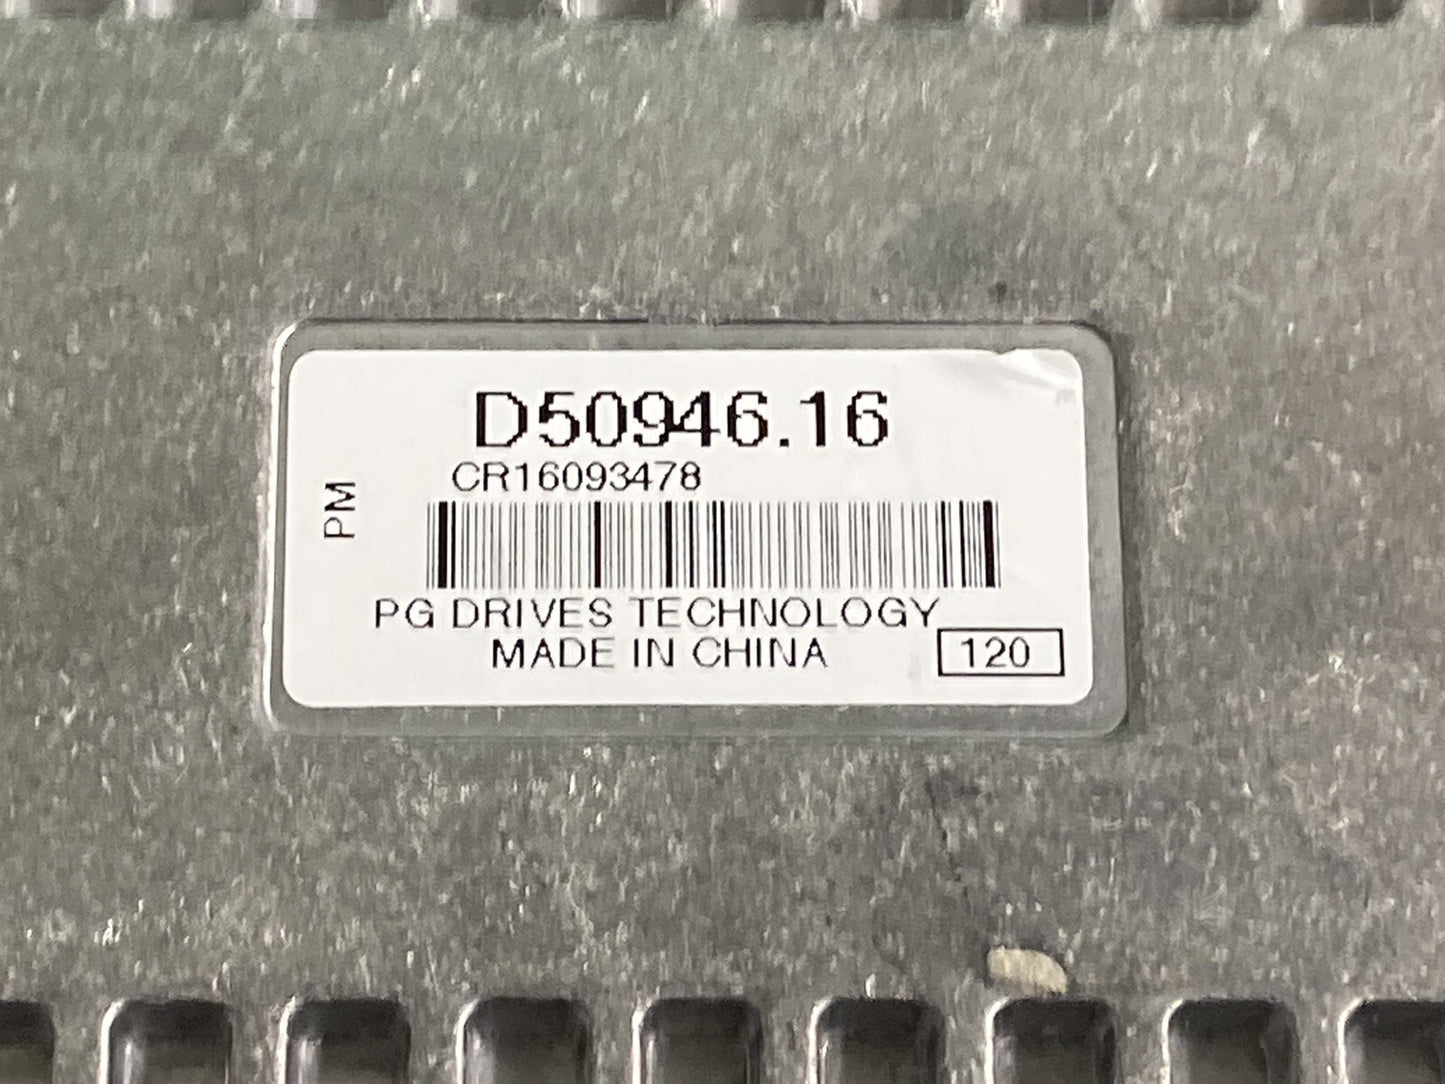 D50946.16
CR16093478
PM
PG DRIVES TECHNOLOGY
MADE IN CHINA
120